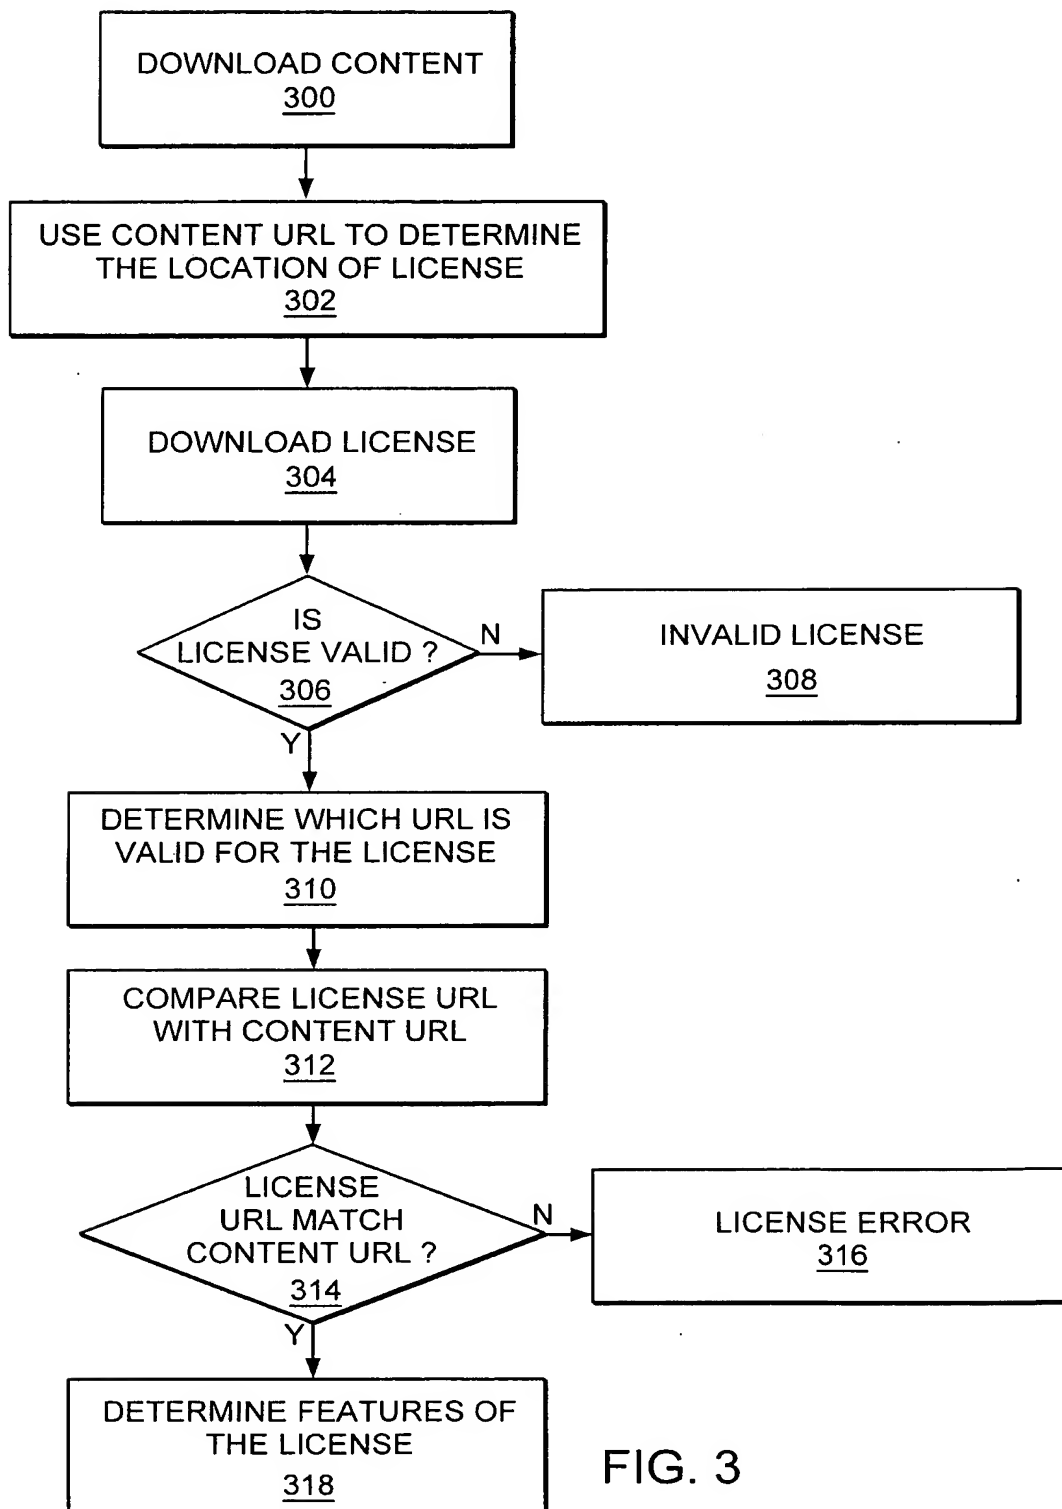 DOWNLOAD CONTENT
300
USE CONTENT URL TO DETERMINE
THE LOCATION OF LICENSE
302
DOWNLOAD LICENSE
304
IS
LICENSE VALID ?
306
N
INVALID LICENSE
308
Y
DETERMINE WHICH URL IS
VALID FOR THE LICENSE
310
COMPARE LICENSE URL
WITH CONTENT URL
312
LICENSE
URL MATCH
CONTENT URL ?
314
N
LICENSE ERROR
316
Y
DETERMINE FEATURES OF
THE LICENSE
318
FIG. 3